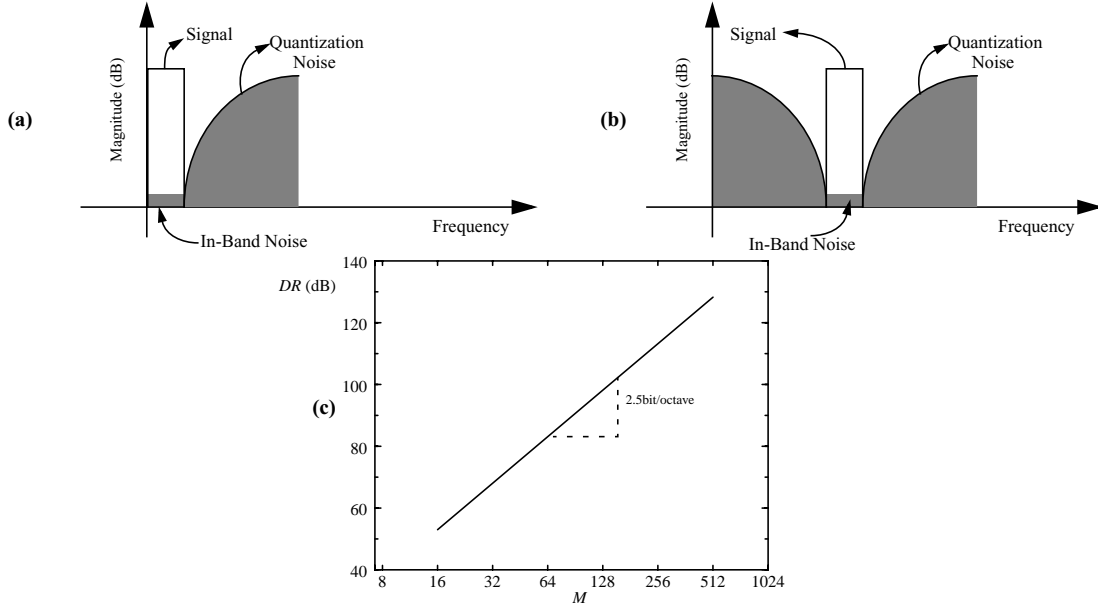 (a)
Magnitude (dB)
Signal
Quantization
Noise
Frequency
In-Band Noise
(b)
Magnitude (dB)
Signal
Quantization
Noise
Frequency
In-Band Noise
(c)
DR (dB)
140
120
100
80
60
40
2.5bit/octave
8 16 32 64 128 256 512 1024
M